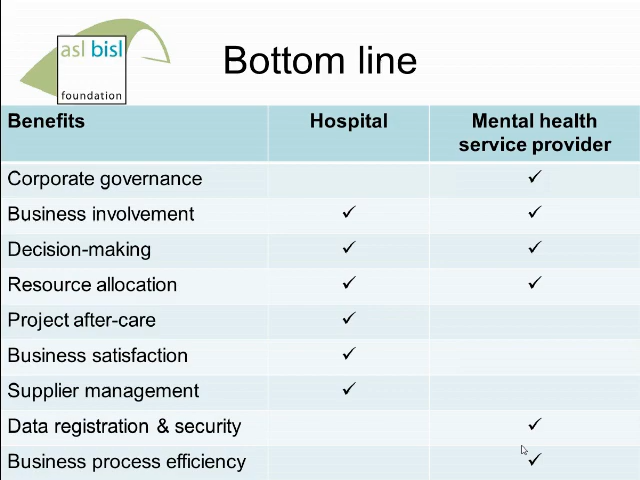 asl bisl
foundation
Bottom line
Benefits Hospital Mental health
service provider
Corporate governance ✓
Business involvement ✓ ✓
Decision-making ✓ ✓
Resource allocation ✓ ✓
Project after-care ✓
Business satisfaction ✓
Supplier management ✓
Data registration & security ✓
Business process efficiency ✓